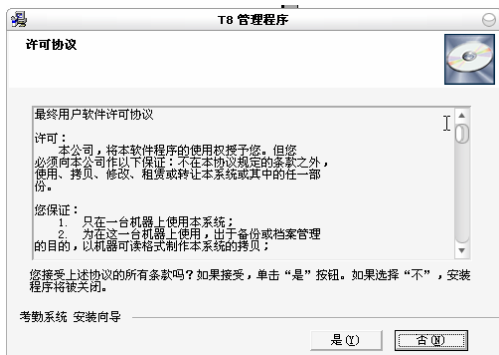 T8 管理程序
许可协议
最终用户软件许可协议
许可：
本公司，将本软件程序的使用权授予您。但您
必须向本公司作以下保证：不在本协议规定的条款之外，
使用、拷贝、修改、租赁或转让本系统或其中的任一部
份。
您保证：
1. 只在一台机器上使用本系统；
2. 为在这一台机器上使用，出于备份或档案管理
的目的，以机器可读格式制作本系统的拷贝；
您接受上述协议的所有条款吗？如果接受，单击“是”按钮。如果选择“不”，安装
程序将被关闭。
考勤系统 安装向导
是(Y) 否(N)